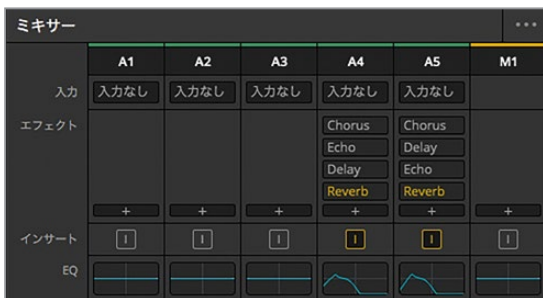 ミキサー
A1 A2 A3 A4 A5 M1
入力 入力なし 入力なし 入力なし 入力なし 入力なし
エフェクト Chorus Chorus
Echo Delay
Delay Echo
Reverb Reverb
+ + + + + +
インサート I I I I I I
EQ